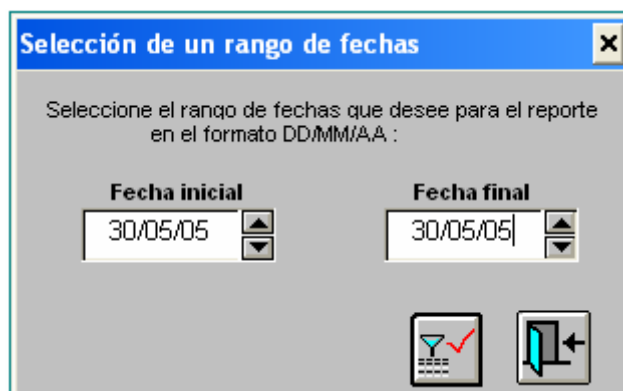 Selección de un rango de fechas
Seleccione el rango de fechas que desee para el reporte
en el formato DD/MM/AA :
Fecha inicial
Fecha final
30/05/05
30/05/05